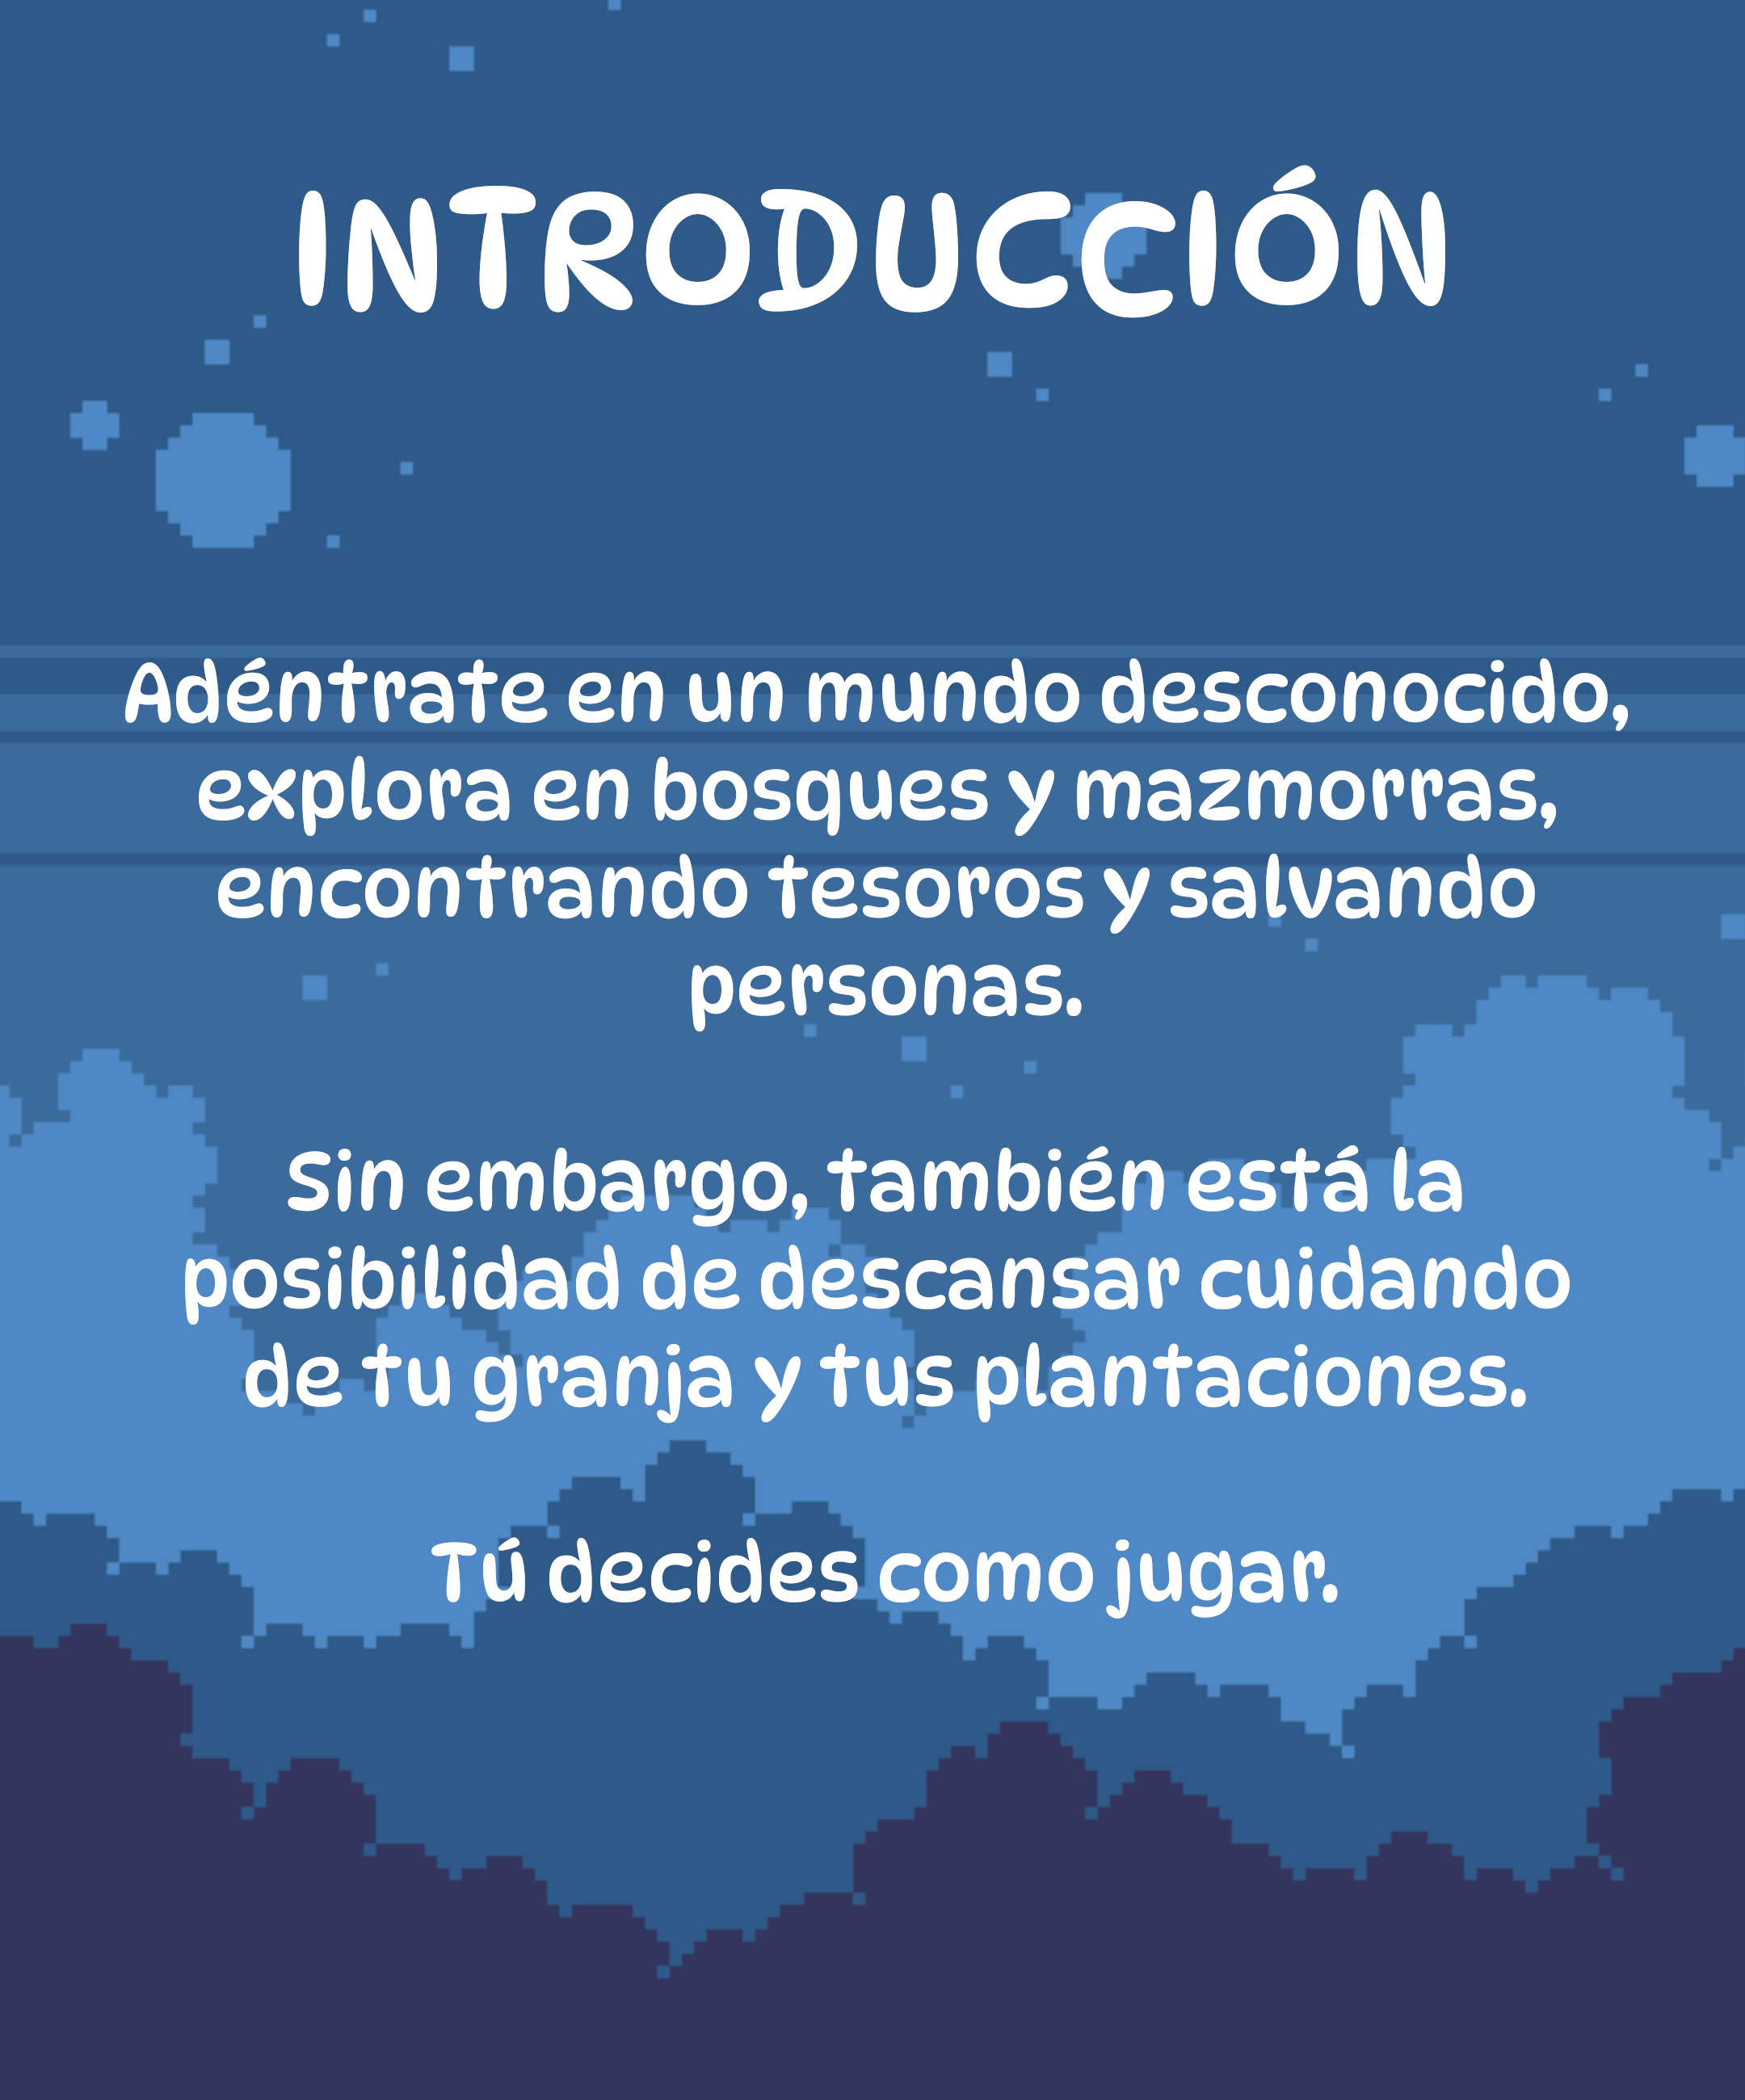 INTRODUCCIÓN
Adéntrate en un mundo desconocido,
explora en bosques y mazmorras,
encontrando tesoros y salvando
personas.
Sin embargo, también está la
posibilidad de descansar cuidando
de tu granja y tus plantaciones.
Tú decides como jugar.